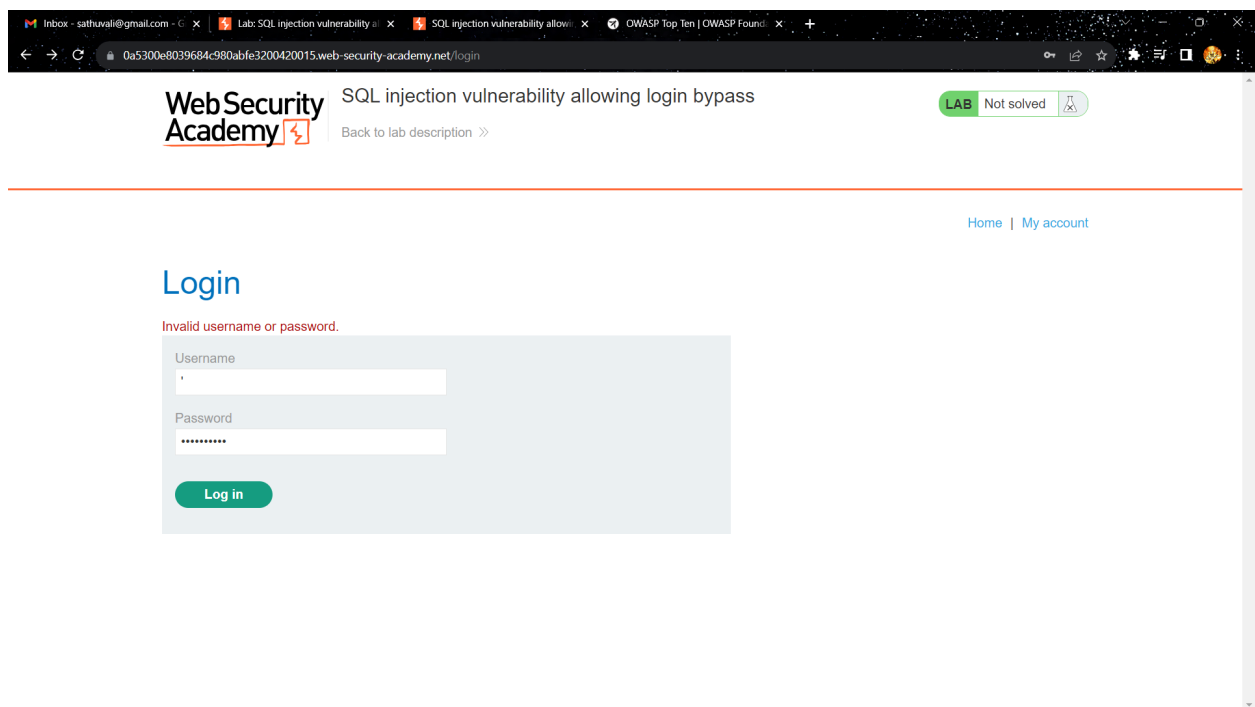 Inbox - sathuvali@gmail.com - G
Lab: SQL injection vulnerability al
SQL injection vulnerability allowin
OWASP Top Ten | OWASP Founda
0a5300e8039684c980abfe3200420015.web-security-academy.net/login
Web Security
Academy
SQL injection vulnerability allowing login bypass
Back to lab description
LAB Not solved
Home | My account
Login
Invalid username or password.
Username
'
Password
••••••••••
Log in